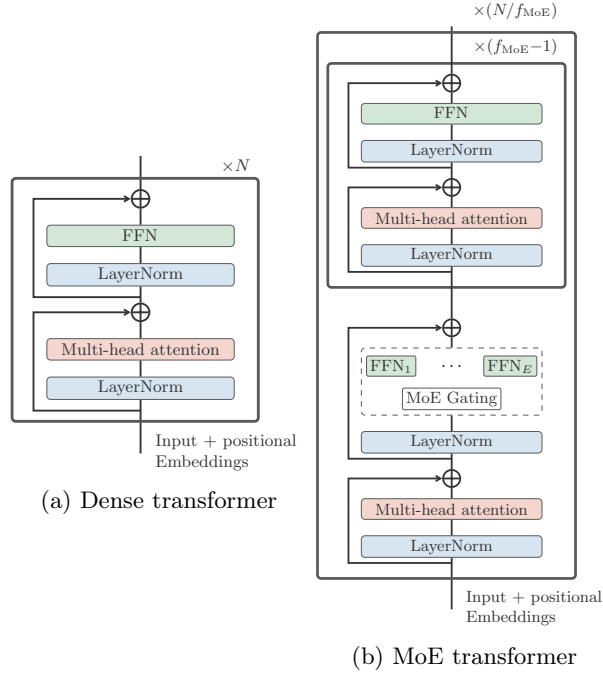 ×N
FFN
LayerNorm
Multi-head attention
LayerNorm
Input + positional
Embeddings
(a) Dense transformer
×(N/f_MoE)
×(f_MoE−1)
FFN
LayerNorm
Multi-head attention
LayerNorm
FFN₁ ··· FFN_E
MoE Gating
LayerNorm
Multi-head attention
LayerNorm
Input + positional
Embeddings
(b) MoE transformer